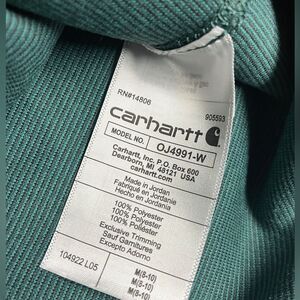 RN#14806
905593
carhartt
MODEL NO. OJ4991-W
Carhartt, Inc. P.O. Box 600
Dearborn, MI 48121 USA
carhartt.com
Made in Jordan
Fabriqué en Jordanie
Hecho en Jordania
100% Polyester
100% Polyester
100% Poliéster
Exclusive Trimming
Sauf Garnitures
Excepto Adorno
104922 L05
M(8-10)
M(8-10)
M(8-10)